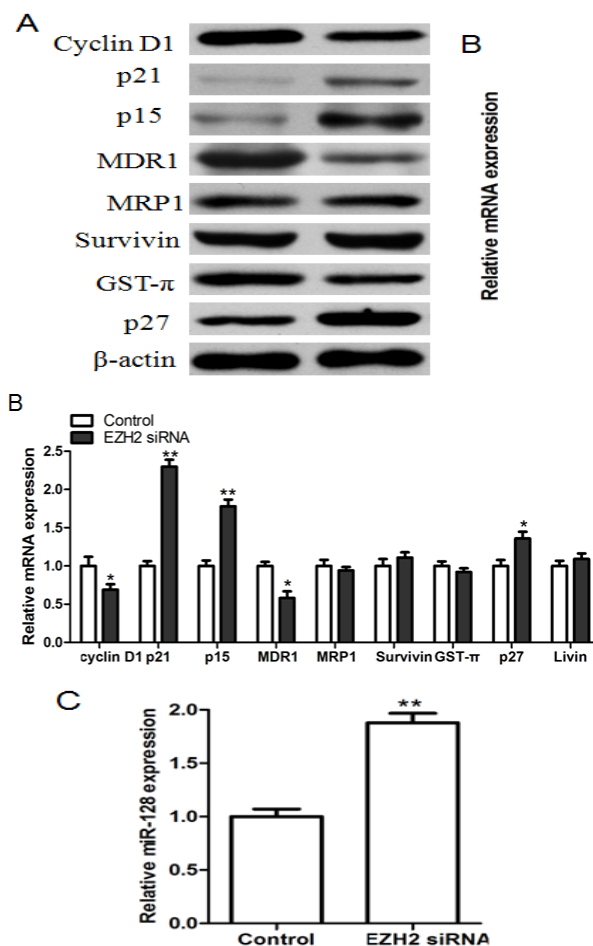 A
Cyclin D1
p21
p15
MDR1
MRP1
Survivin
GST-π
p27
β-actin
B
Relative mRNA expression
B
Control
EZH2 siRNA
Relative mRNA expression
2.5
2.0
1.5
1.0
0.5
0.0
*
**
**
*
*
cyclin D1 p21 p15 MDR1 MRP1 Survivin GST-π p27 Livin
C
Relative miR-128 expression
2.0
1.5
1.0
0.5
0.0
**
Control EZH2 siRNA